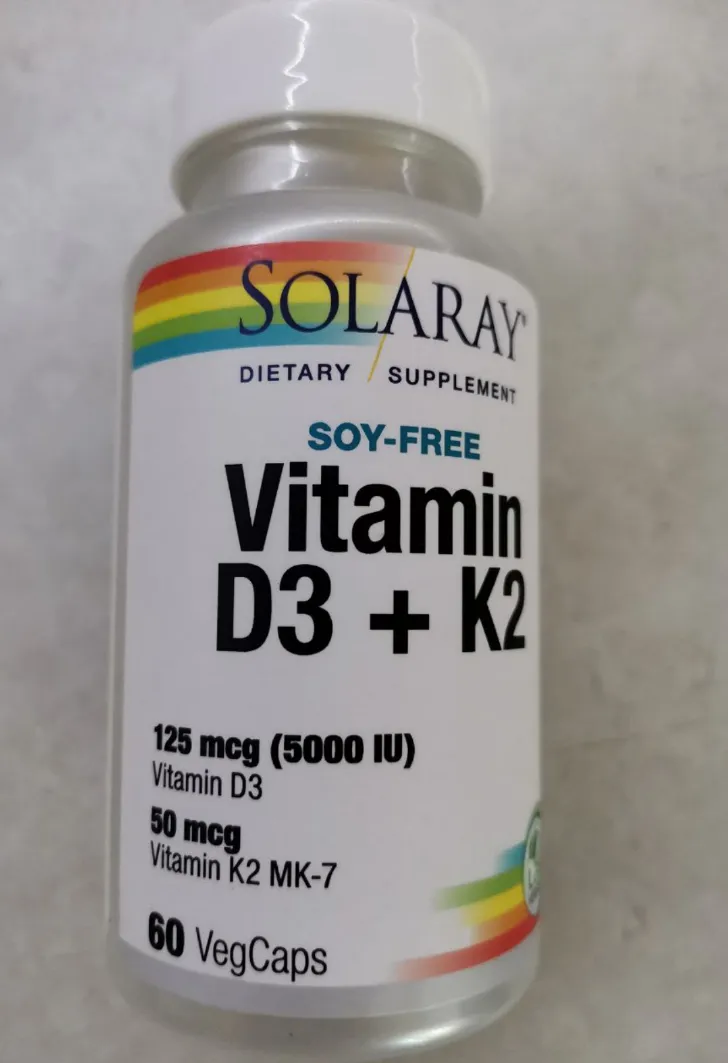 SOLARAY®
DIETARY SUPPLEMENT
SOY-FREE
Vitamin
D3 + K2
125 mcg (5000 IU)
Vitamin D3
50 mcg
Vitamin K2 MK-7
60 VegCaps